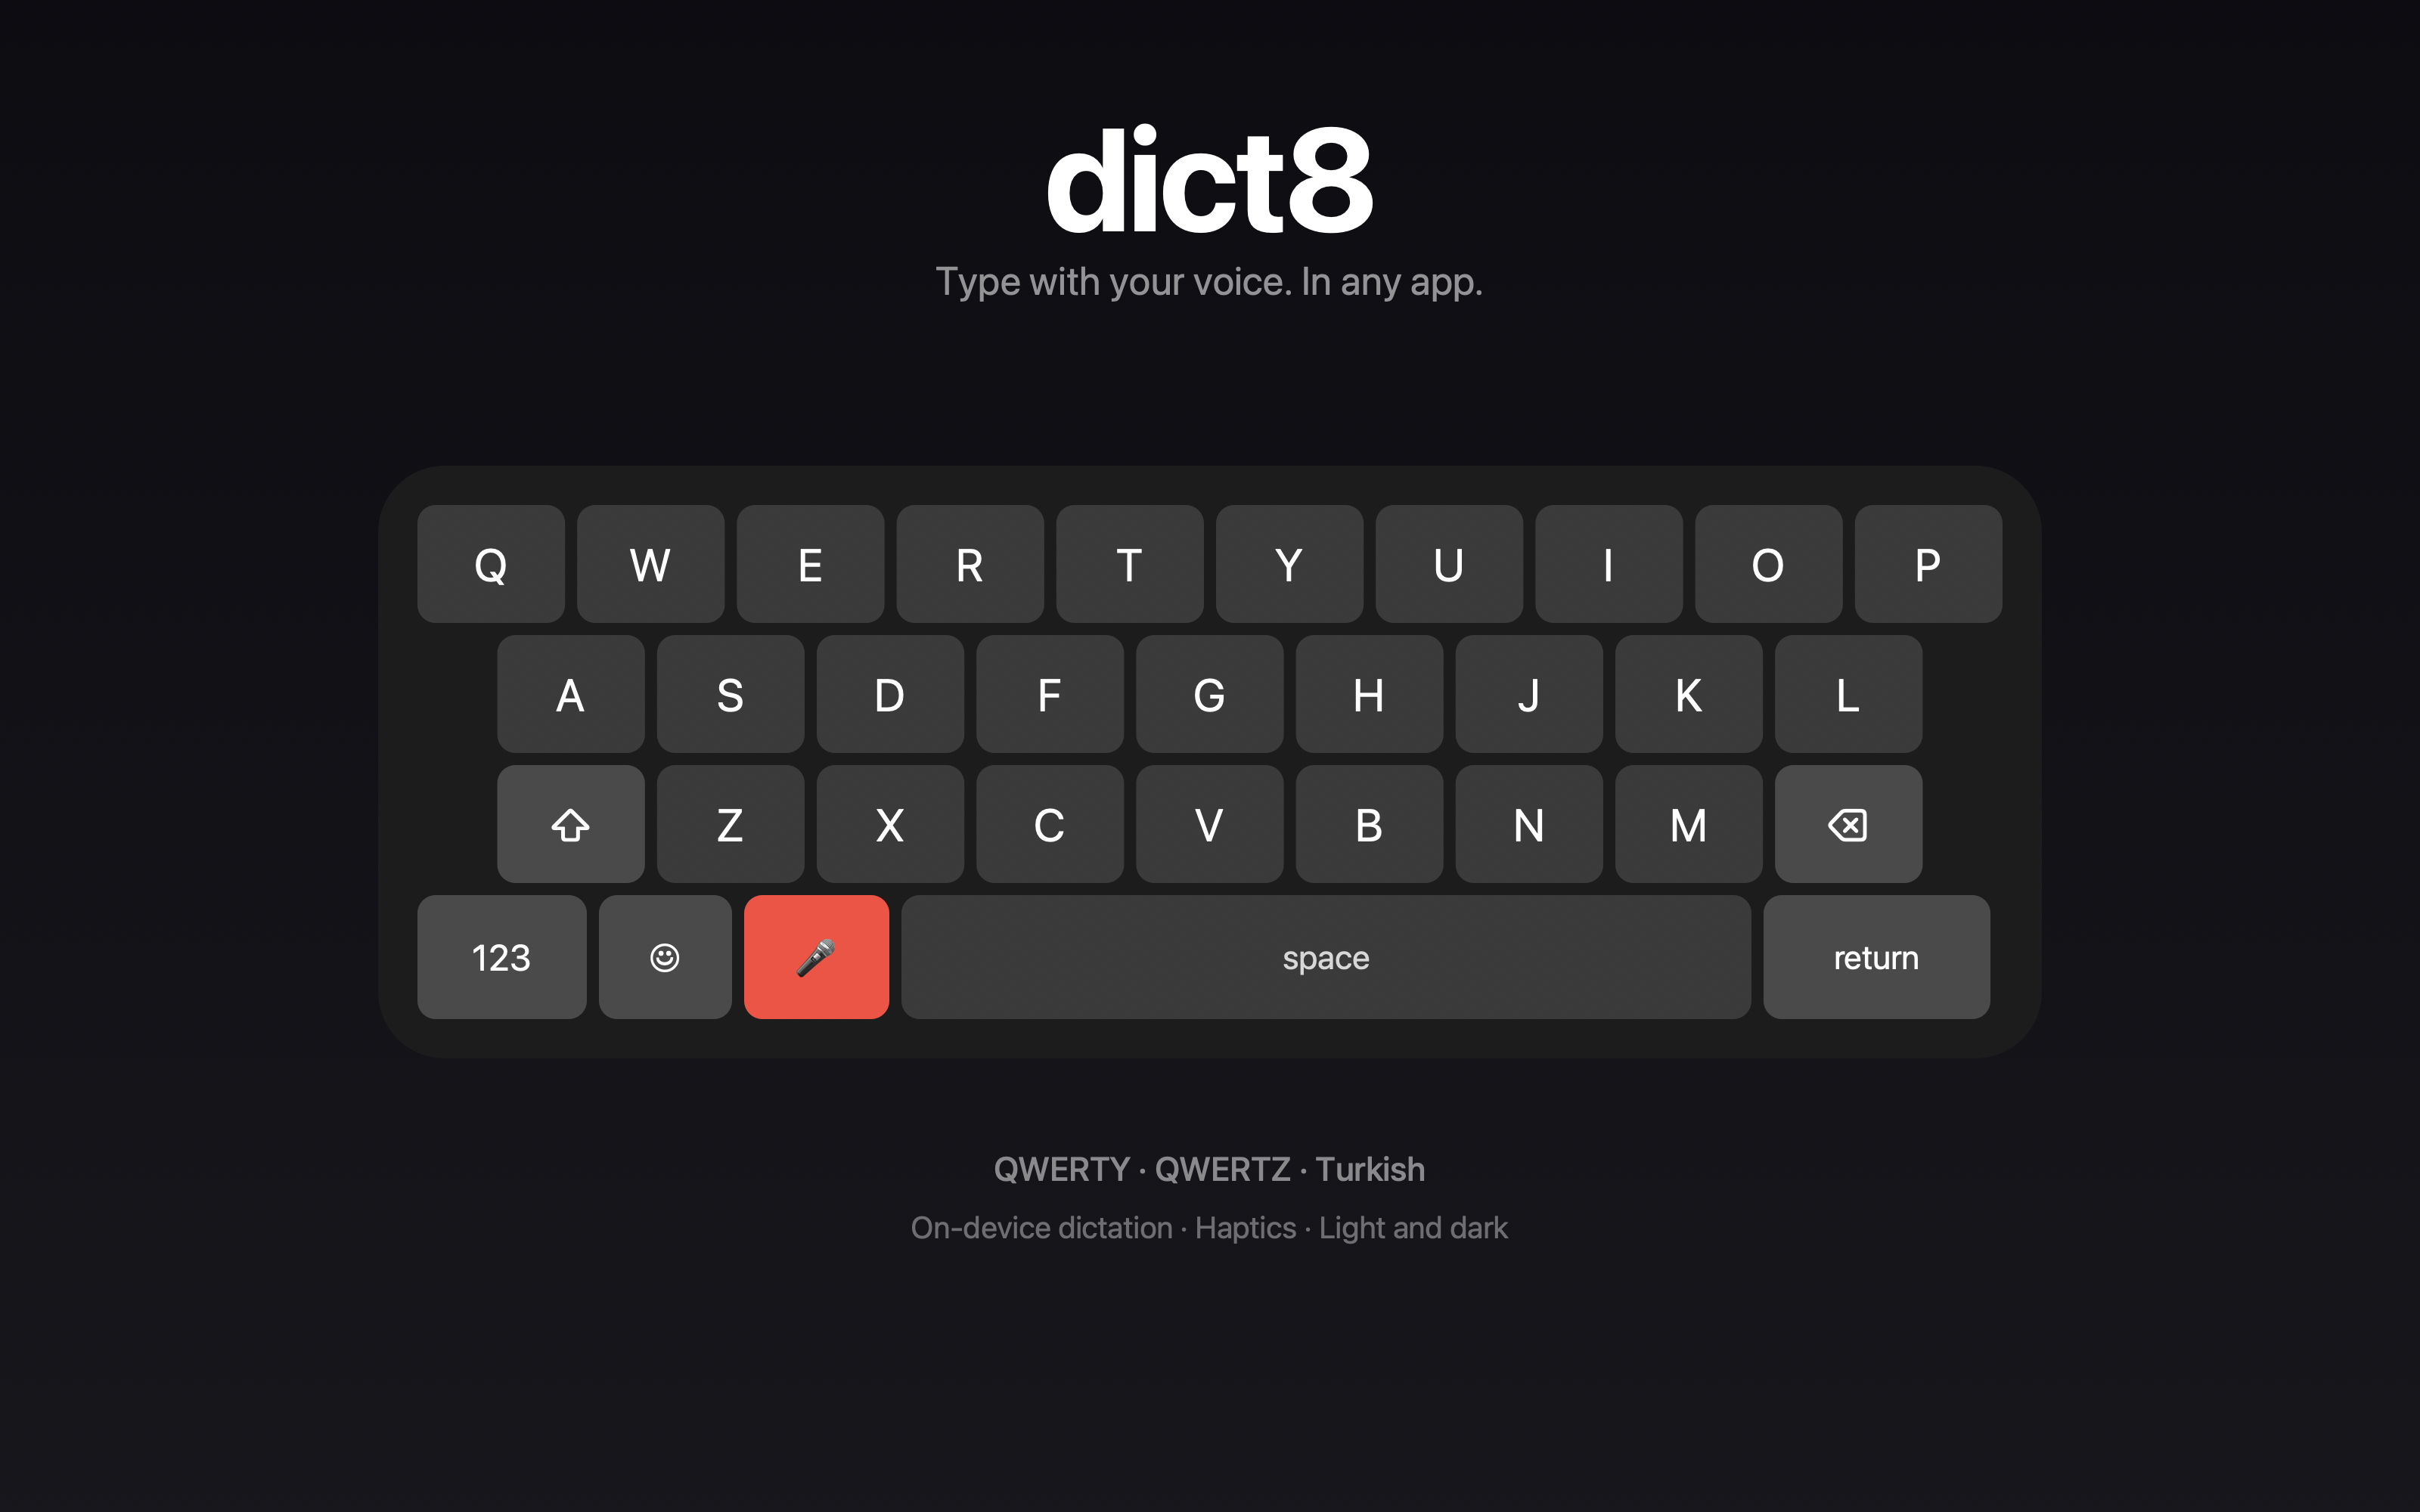 dict8
Type with your voice. In any app.
Q W E R T Y U I O P
A S D F G H J K L
Z X C V B N M
123 space return
QWERTY · QWERTZ · Turkish
On-device dictation · Haptics · Light and dark